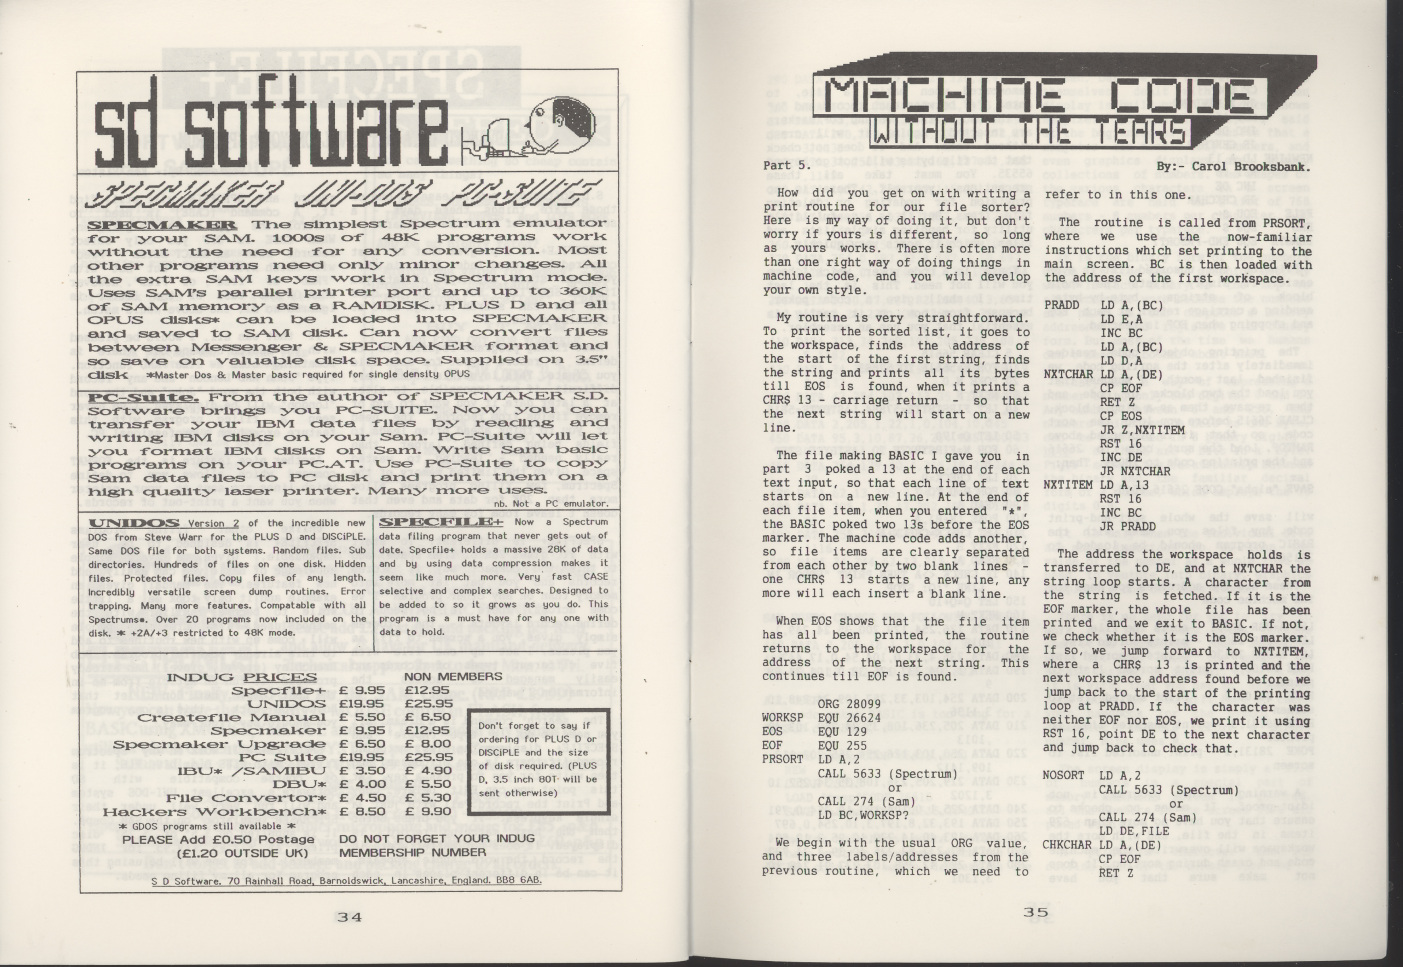 sd software
SPECMAKER UNI-DOS PC-SUITE
SPECMAKER The simplest Spectrum emulator
for your SAM. 1000s of 48K programs work
without the need for any conversion. Most
other programs need only minor changes. All
the extra SAM keys work in Spectrum mode.
Uses SAM's parallel printer port and up to 360K
of SAM memory as a RAMDISK. PLUS D and all
OPUS disks* can be loaded into SPECMAKER
and saved to SAM disk. Can now convert files
between Messenger & SPECMAKER format and
so save on valuable disk space. Supplied on 3.5"
disk *Master Dos & Master basic required for single density OPUS
PC-Suite. From the author of SPECMAKER S.D.
Software brings you PC-SUITE. Now you can
transfer your IBM data files by reading and
writing IBM disks on your Sam. PC-Suite will let
you format IBM disks on Sam. Write Sam basic
programs on your PC.AT. Use PC-Suite to copy
Sam data files to PC disk and print them on a
high quality laser printer. Many more uses.
nb. Not a PC emulator.
UNIDOS Version 2 of the incredible new
DOS from Steve Warr for the PLUS D and DISCiPLE.
Same DOS file for both systems. Random files. Sub
directories. Hundreds of files on one disk. Hidden
files. Protected files. Copy files of any length.
Incredibly versatile screen dump routines. Error
trapping. Many more features. Compatable with all
Spectrums*. Over 20 programs now included on the
disk. * +2A/+3 restricted to 48K mode.
SPECFILE+ Now a Spectrum
data filing program that never gets out of
date. Specfile+ holds a massive 28K of data
and by using data compression makes it
seem like much more. Very fast CASE
selective and complex searches. Designed to
be added to so it grows as you do. This
program is a must have for any one with
data to hold.
INDUG PRICES NON MEMBERS
Specfile+ £ 9.95 £12.95
UNIDOS £19.95 £25.95
Createfile Manual £ 5.50 £ 6.50
Specmaker £ 9.95 £12.95
Specmaker Upgrade £ 6.50 £ 8.00
PC Suite £19.95 £25.95
IBU* /SAMIBU £ 3.50 £ 4.90
DBU* £ 4.00 £ 5.50
File Convertor* £ 4.50 £ 5.30
Hackers Workbench* £ 8.50 £ 9.90
* GDOS programs still available *
PLEASE Add £0.50 Postage
(£1.20 OUTSIDE UK)
Don't forget to say if
ordering for PLUS D or
DISCiPLE and the size
of disk required. (PLUS
D, 3.5 inch 80T will be
sent otherwise)
DO NOT FORGET YOUR INDUG
MEMBERSHIP NUMBER
S D Software, 70 Rainhall Road, Barnoldswick, Lancashire, England. BB8 6AB.
34
MACHINE CODE
WITHOUT THE TEARS
Part 5.
By:- Carol Brooksbank.
How did you get on with writing a
print routine for our file sorter?
Here is my way of doing it, but don't
worry if yours is different, so long
as yours works. There is often more
than one right way of doing things in
machine code, and you will develop
your own style.
My routine is very straightforward.
To print the sorted list, it goes to
the workspace, finds the address of
the start of the first string, finds
the string and prints all its bytes
till EOS is found, when it prints a
CHR$ 13 - carriage return - so that
the next string will start on a new
line.
The file making BASIC I gave you in
part 3 poked a 13 at the end of each
text input, so that each line of text
starts on a new line. At the end of
each file item, when you entered "*",
the BASIC poked two 13s before the EOS
marker. The machine code adds another,
so file items are clearly separated
from each other by two blank lines -
one CHR$ 13 starts a new line, any
more will each insert a blank line.
When EOS shows that the file item
has all been printed, the routine
returns to the workspace for the
address of the next string. This
continues till EOF is found.
ORG 28099
WORKSP EQU 26624
EOS EQU 129
EOF EQU 255
PRSORT LD A,2
CALL 5633 (Spectrum)
or
CALL 274 (Sam)
LD BC,WORKSP?
We begin with the usual ORG value,
and three labels/addresses from the
previous routine, which we need to
refer to in this one.
The routine is called from PRSORT,
where we use the now-familiar
instructions which set printing to the
main screen. BC is then loaded with
the address of the first workspace.
PRADD LD A,(BC)
LD E,A
INC BC
LD A,(BC)
LD D,A
NXTCHAR LD A,(DE)
CP EOF
RET Z
CP EOS
JR Z,NXTITEM
RST 16
INC DE
JR NXTCHAR
NXTITEM LD A,13
RST 16
INC BC
JR PRADD
The address the workspace holds is
transferred to DE, and at NXTCHAR the
string loop starts. A character from
the string is fetched. If it is the
EOF marker, the whole file has been
printed and we exit to BASIC. If not,
we check whether it is the EOS marker.
If so, we jump forward to NXTITEM,
where a CHR$ 13 is printed and the
next workspace address found before we
jump back to the start of the printing
loop at PRADD. If the character was
neither EOF nor EOS, we print it using
RST 16, point DE to the next character
and jump back to check that.
NOSORT LD A,2
CALL 5633 (Spectrum)
or
CALL 274 (Sam)
LD DE,FILE
CHKCHAR LD A,(DE)
CP EOF
RET Z
35